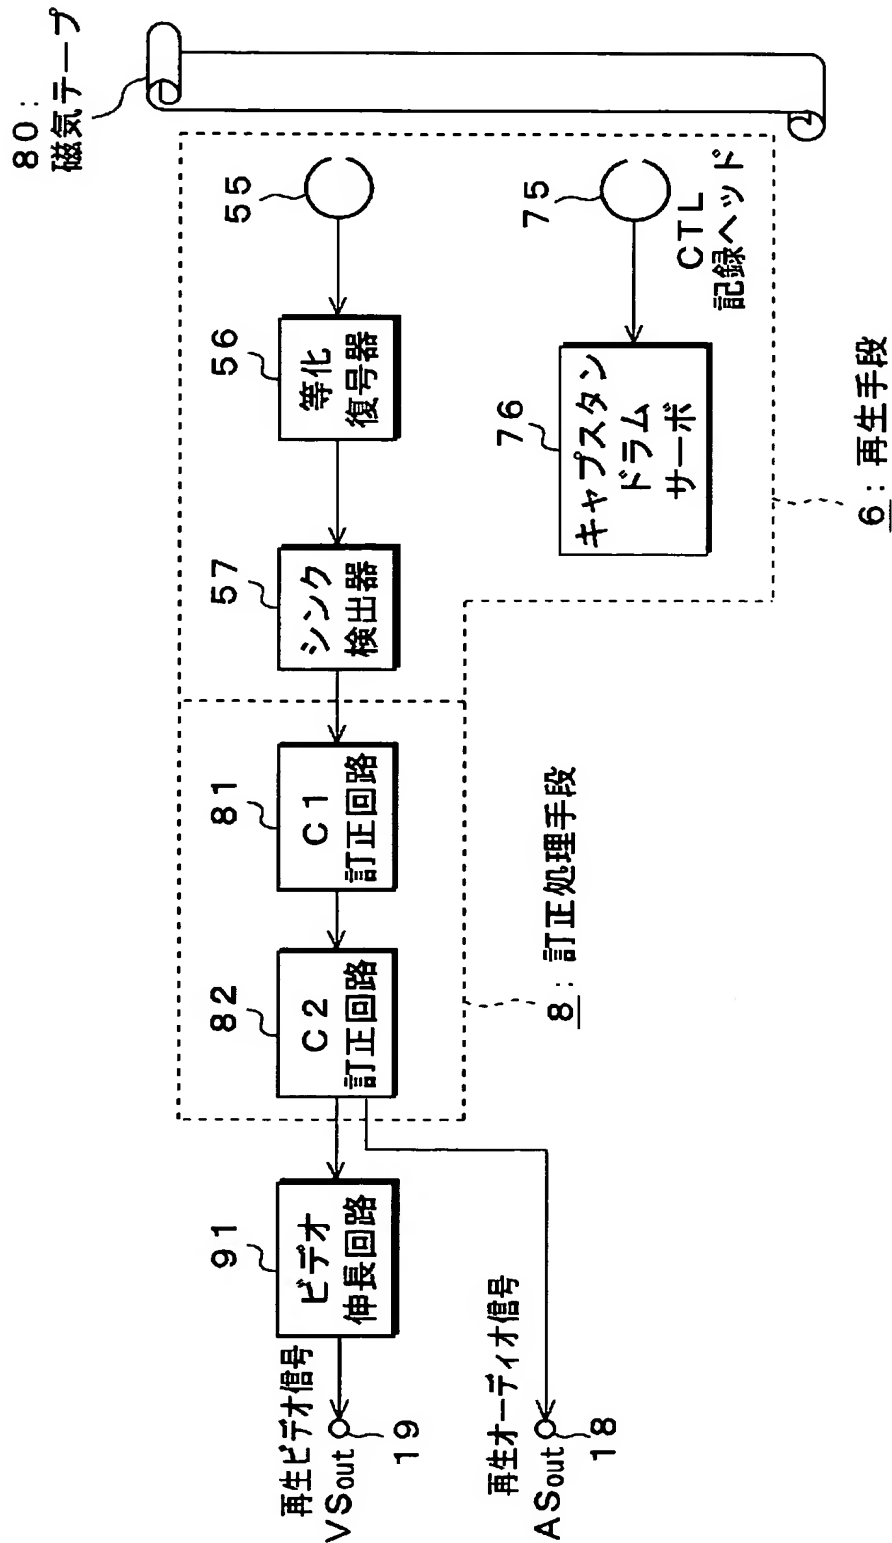 80:
磁気テープ
55
56
等化
復号器
57
シンク
検出器
81
C1
訂正回路
82
C2
訂正回路
91
ビデオ
伸長回路
再生ビデオ信号
VSout
19
再生オーディオ信号
ASout
18
75
CTL
記録ヘッド
76
キャプスタン
ドラム
サーボ
6:再生手段
8:訂正処理手段